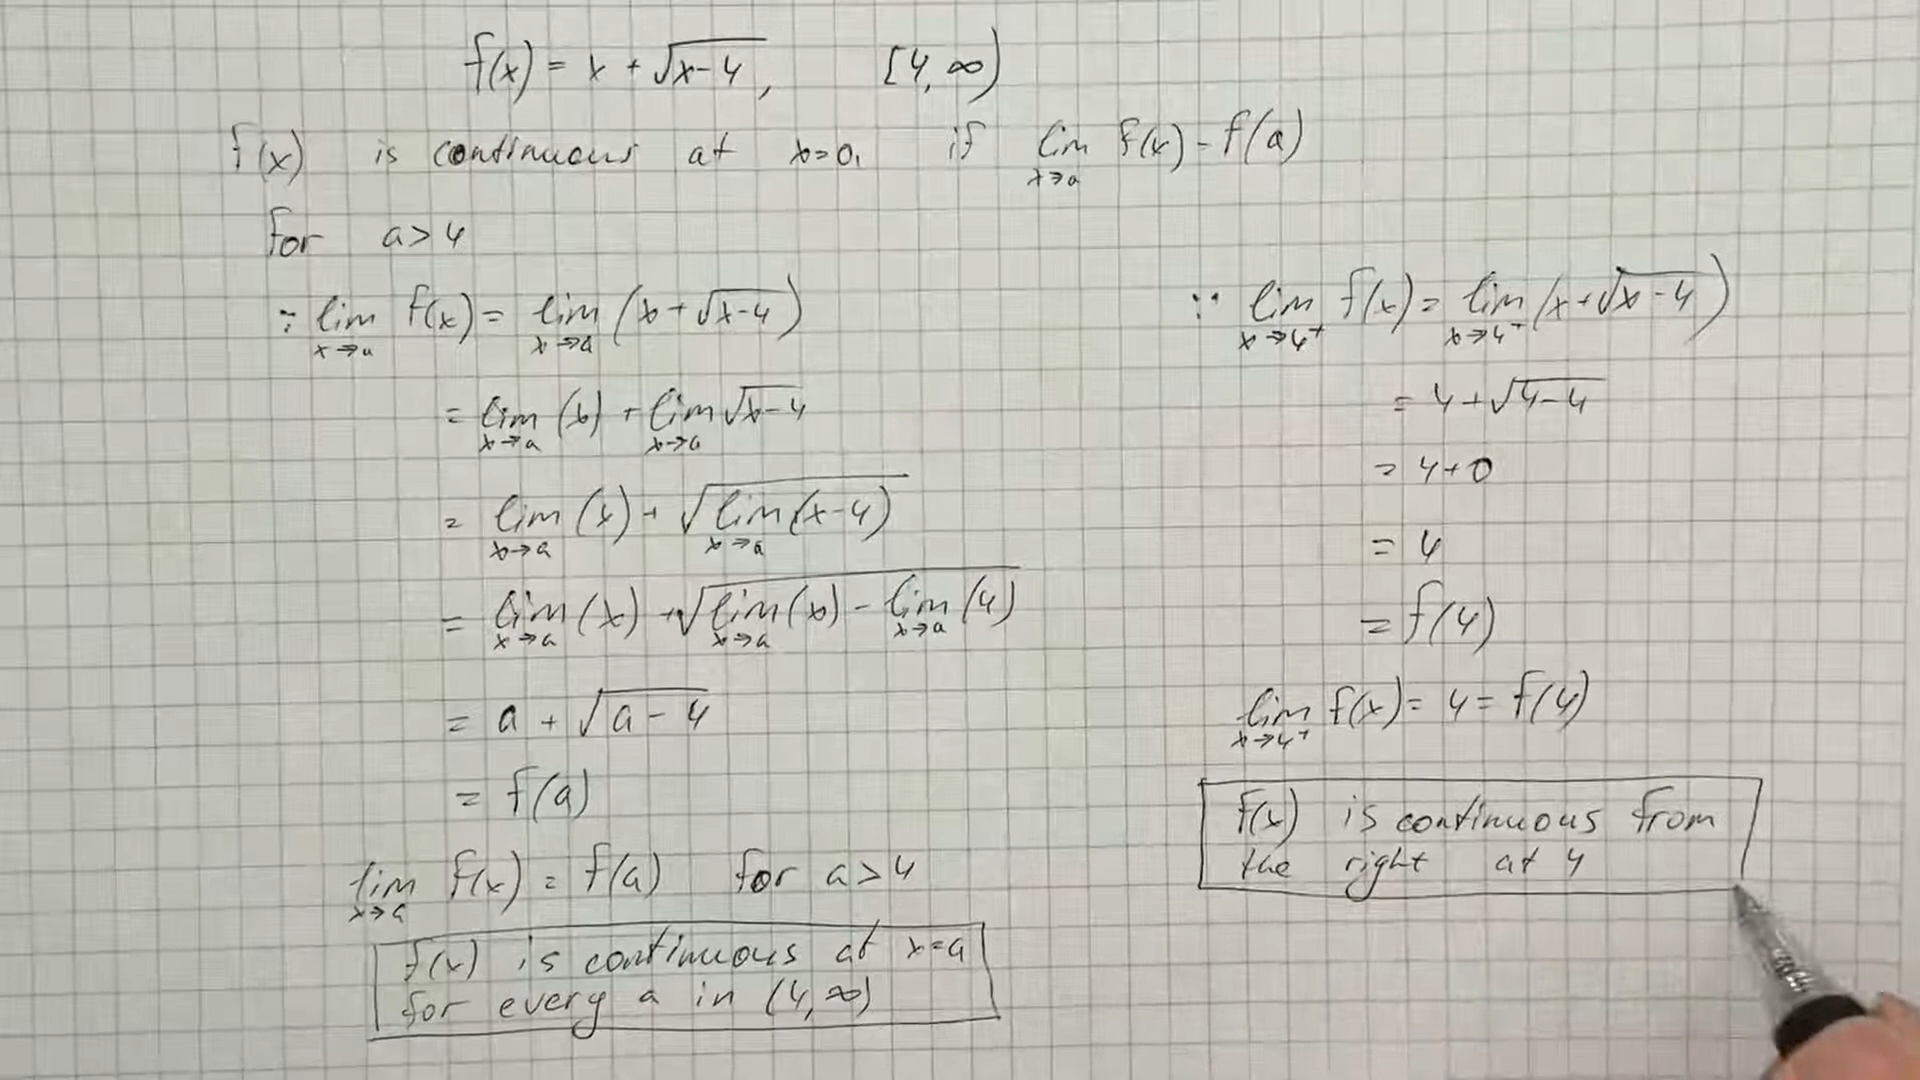 f(x) = x + √(x-4), [4, ∞)
f(x) is continuous at x=a, if lim x→a f(x) = f(a)
for a > 4
∵ lim x→a f(x) = lim x→a (x + √(x-4))
= lim x→a (x) + lim x→a √(x-4)
= lim x→a (x) + √(lim x→a (x-4))
= lim x→a (x) + √(lim x→a (x) - lim x→a (4))
= a + √(a-4)
= f(a)
lim x→a f(x) = f(a) for a > 4
f(x) is continuous at x=a
for every a in (4, ∞)
∵ lim x→4⁺ f(x) = lim x→4⁺ (x + √(x-4))
= 4 + √(4-4)
= 4 + 0
= 4
= f(4)
lim x→4⁺ f(x) = 4 = f(4)
f(x) is continuous from
the right at 4